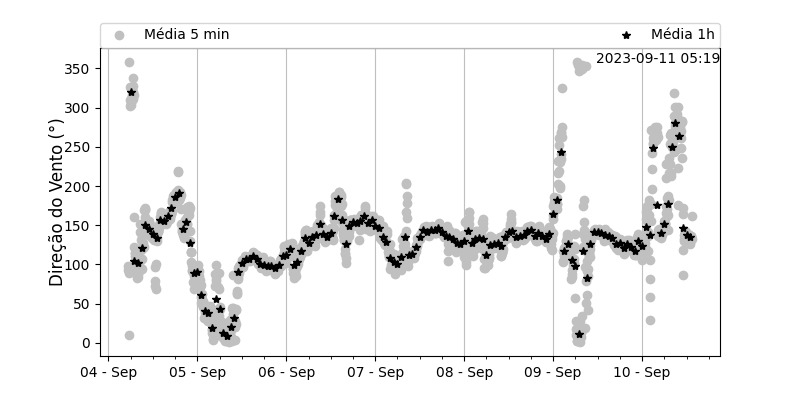 Média 5 min
Média 1h
2023-09-11 05:19
Direção do Vento (°)
350
300
250
200
150
100
50
0
04 - Sep
05 - Sep
06 - Sep
07 - Sep
08 - Sep
09 - Sep
10 - Sep